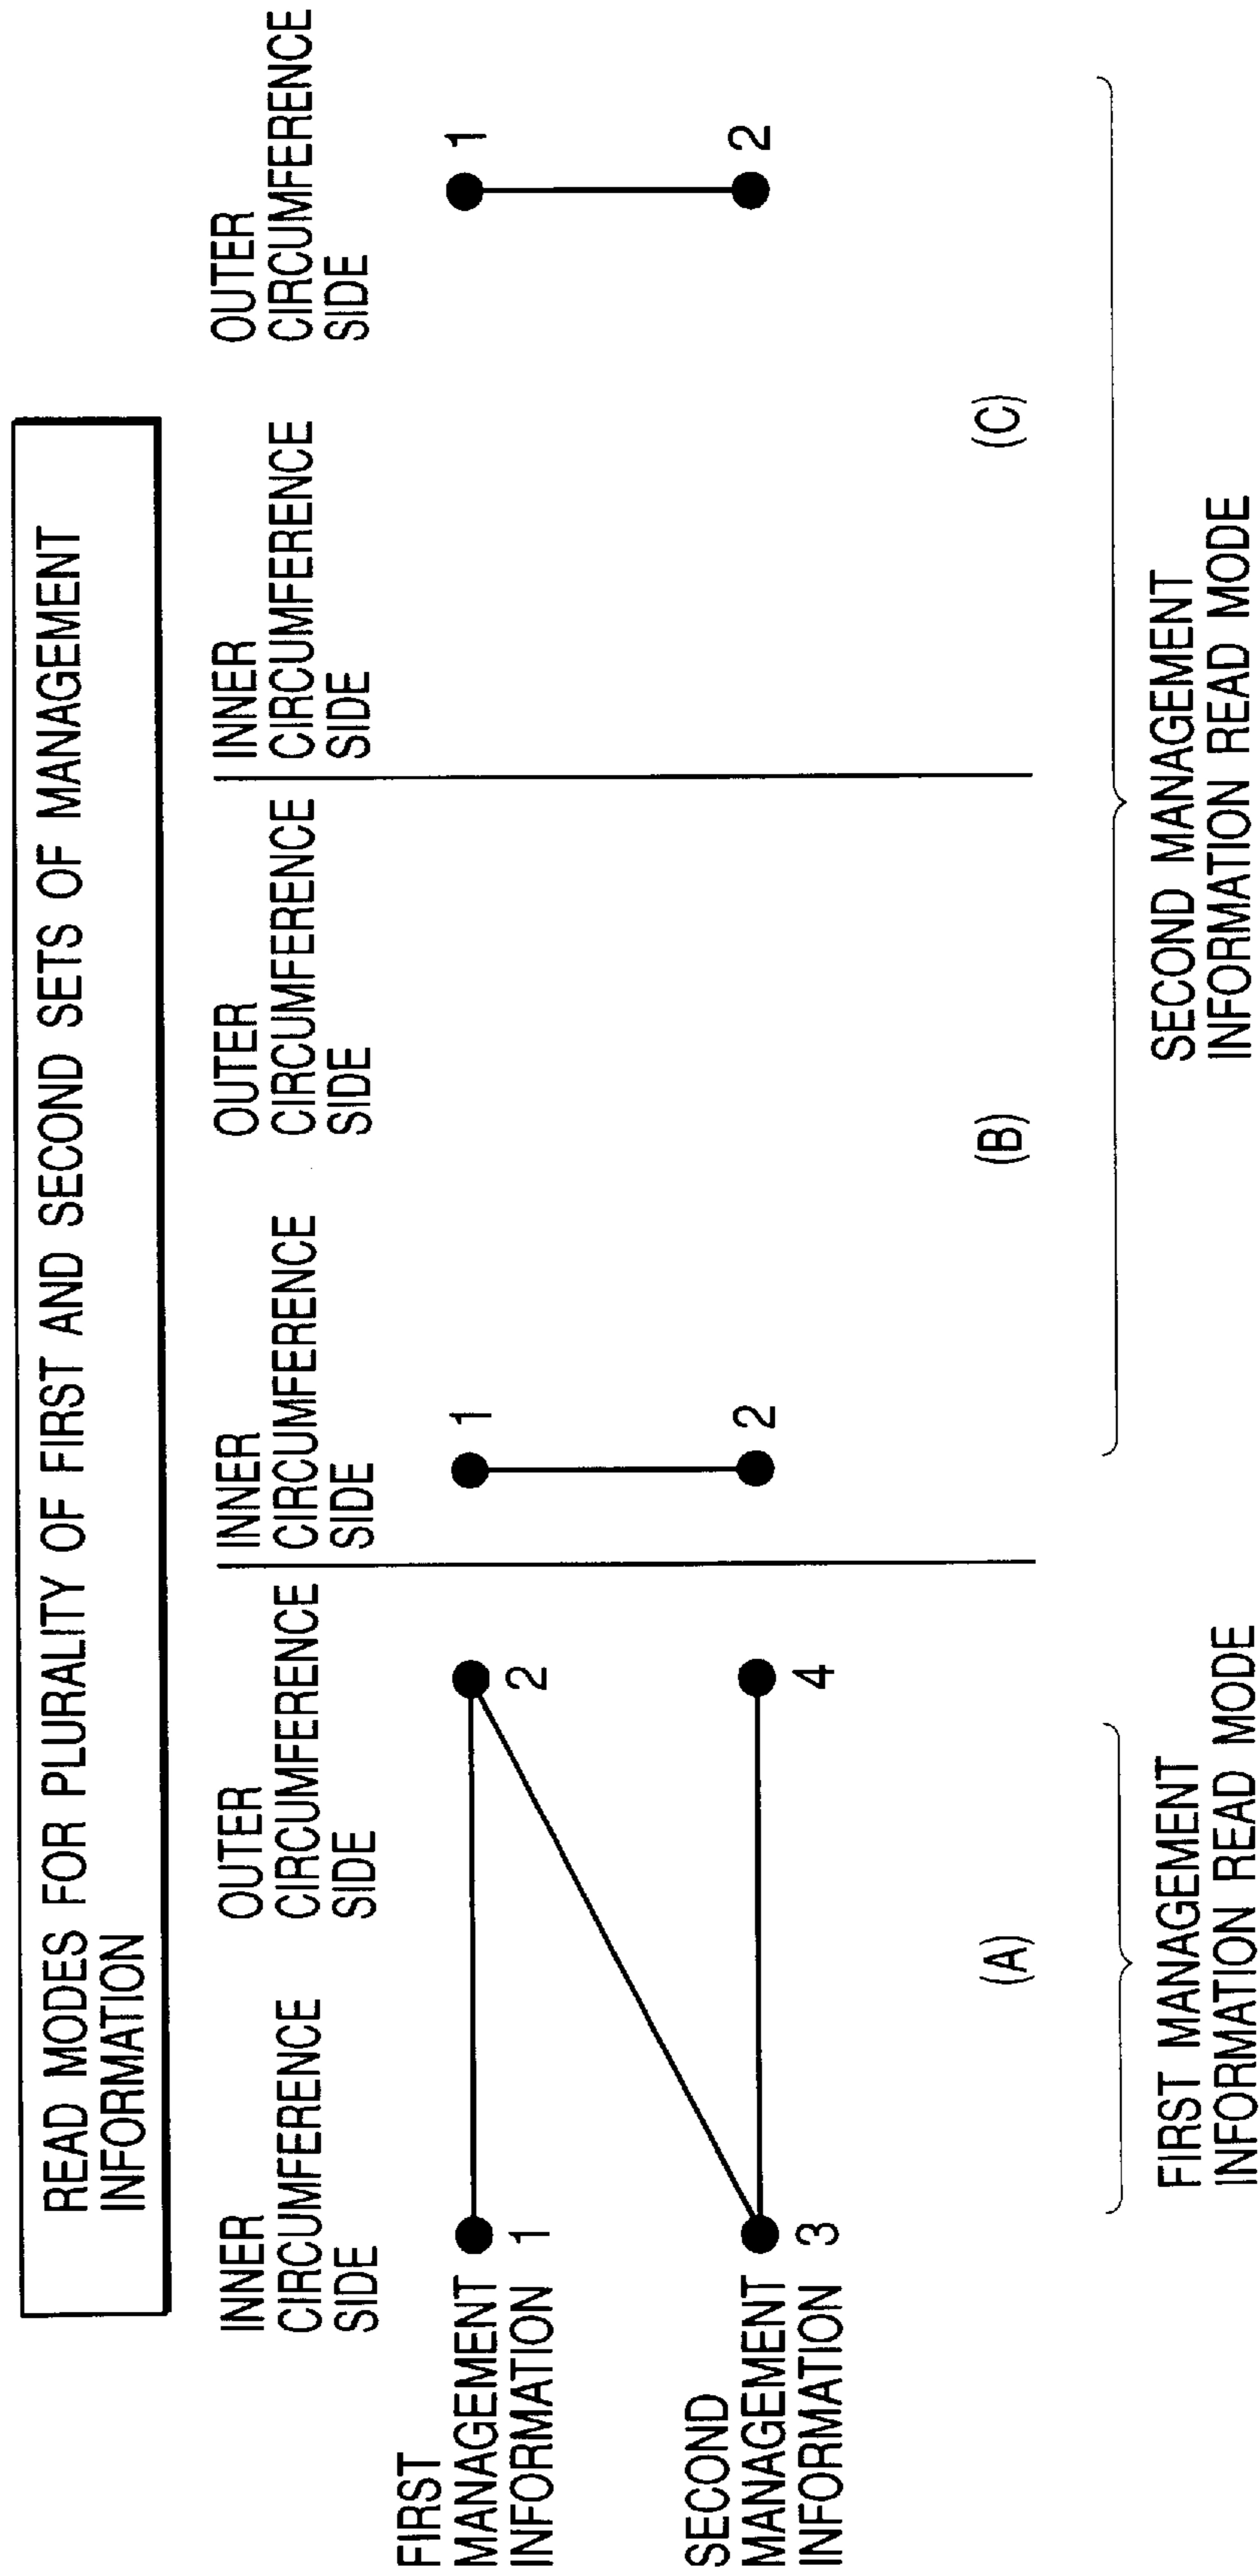 READ MODES FOR PLURALITY OF FIRST AND SECOND SETS OF MANAGEMENT
INFORMATION
INNER
CIRCUMFERENCE
SIDE
OUTER
CIRCUMFERENCE
SIDE
INNER
CIRCUMFERENCE
SIDE
OUTER
CIRCUMFERENCE
SIDE
INNER
CIRCUMFERENCE
SIDE
OUTER
CIRCUMFERENCE
SIDE
FIRST
MANAGEMENT
INFORMATION
1
2
1
1
SECOND
MANAGEMENT
INFORMATION
3
4
2
2
(A)
(B)
(C)
FIRST MANAGEMENT
INFORMATION READ MODE
SECOND MANAGEMENT
INFORMATION READ MODE